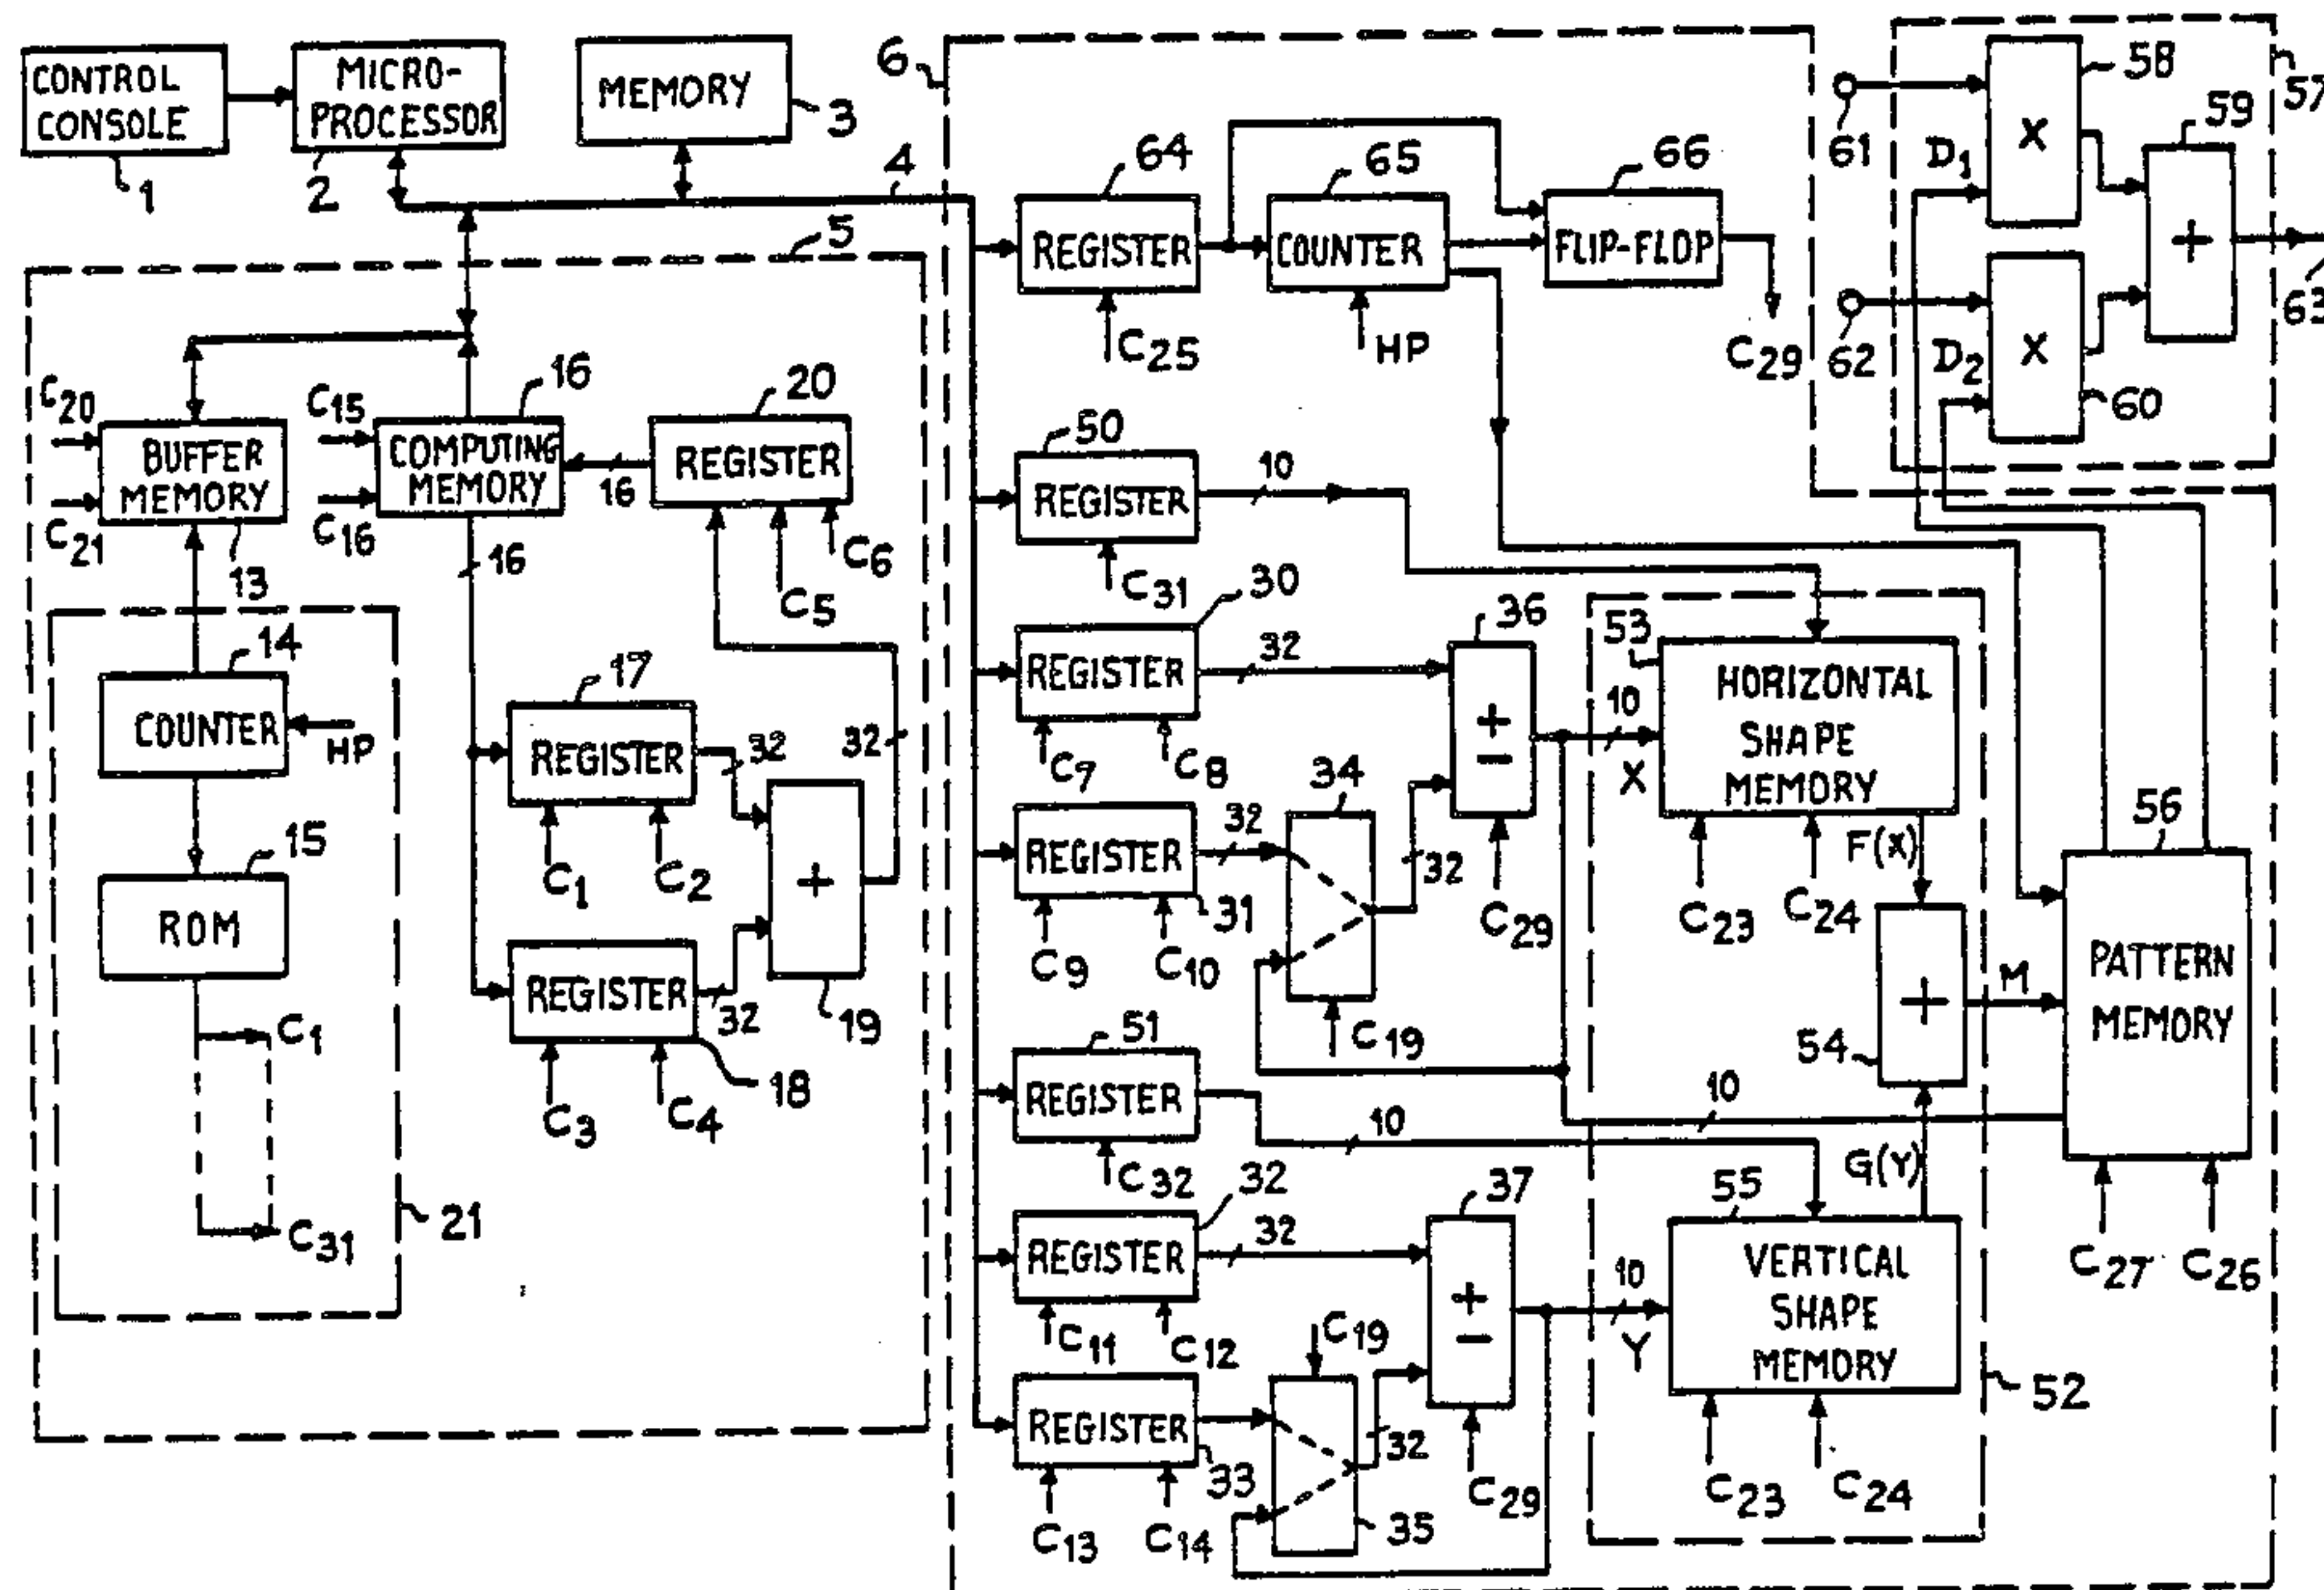 CONTROL
CONSOLE
1
MICRO-
PROCESSOR
2
MEMORY
3
4
5
6
C20
C21
BUFFER
MEMORY
13
C15
C16
COMPUTING
MEMORY
16
16
REGISTER
20
C5
C6
16
14
COUNTER
HP
15
ROM
C1
C31
21
17
REGISTER
32
C1
C2
REGISTER
32
18
C3
C4
+
19
32
64
REGISTER
C25
65
COUNTER
HP
66
FLIP-FLOP
C29
50
REGISTER
10
C31
30
REGISTER
32
C7
C8
REGISTER
32
31
C9
C10
34
32
C19
36
+
−
C29
51
REGISTER
10
C32
32
REGISTER
32
C11
C12
REGISTER
33
C13
C14
C19
32
35
37
+
−
C29
53
10
X
HORIZONTAL
SHAPE
MEMORY
C23
C24
F(X)
+
54
M
10
G(Y)
55
10
Y
VERTICAL
SHAPE
MEMORY
C23
C24
52
56
PATTERN
MEMORY
C27
C26
61
D1
X
58
62
D2
X
60
59
+
57
63